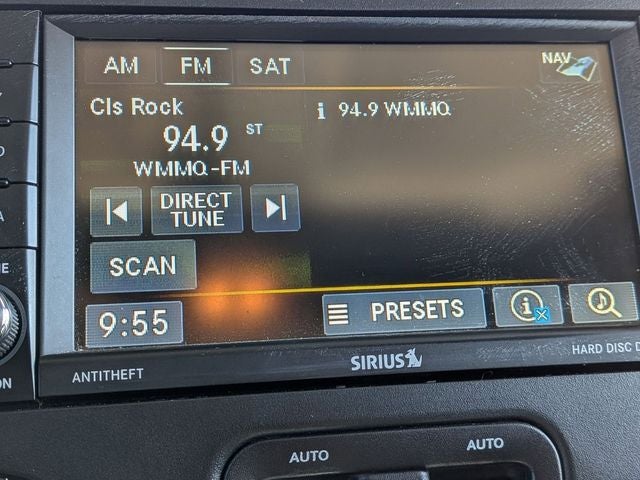 AM FM SAT NAV
Cls Rock
i 94.9 WMMQ
94.9 ST
WMMQ-FM
DIRECT
TUNE
SCAN
9:55 PRESETS i
SIRIUS
ANTITHEFT
HARD DISC D
AUTO AUTO
ON